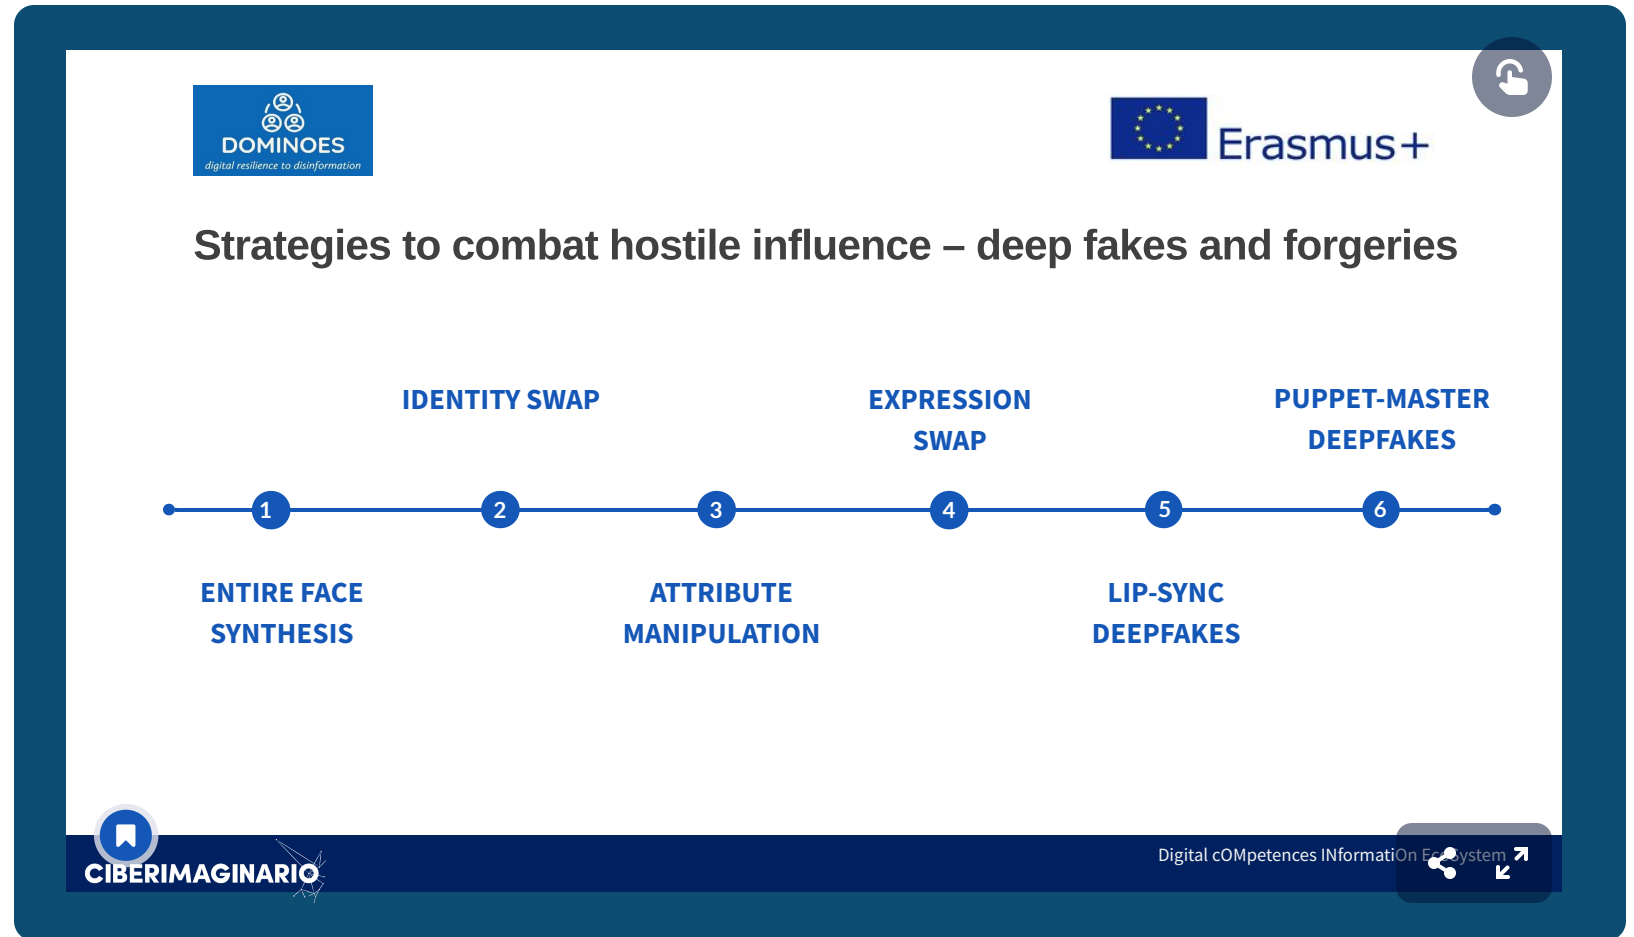 DOMINOES
digital resilience to disinformation
Erasmus+
Strategies to combat hostile influence – deep fakes and forgeries
IDENTITY SWAP
EXPRESSION
SWAP
PUPPET-MASTER
DEEPFAKES
1
2
3
4
5
6
ENTIRE FACE
SYNTHESIS
ATTRIBUTE
MANIPULATION
LIP-SYNC
DEEPFAKES
CIBERIMAGINARIO
Digital cOMpetences INformatiOn EcoSystem